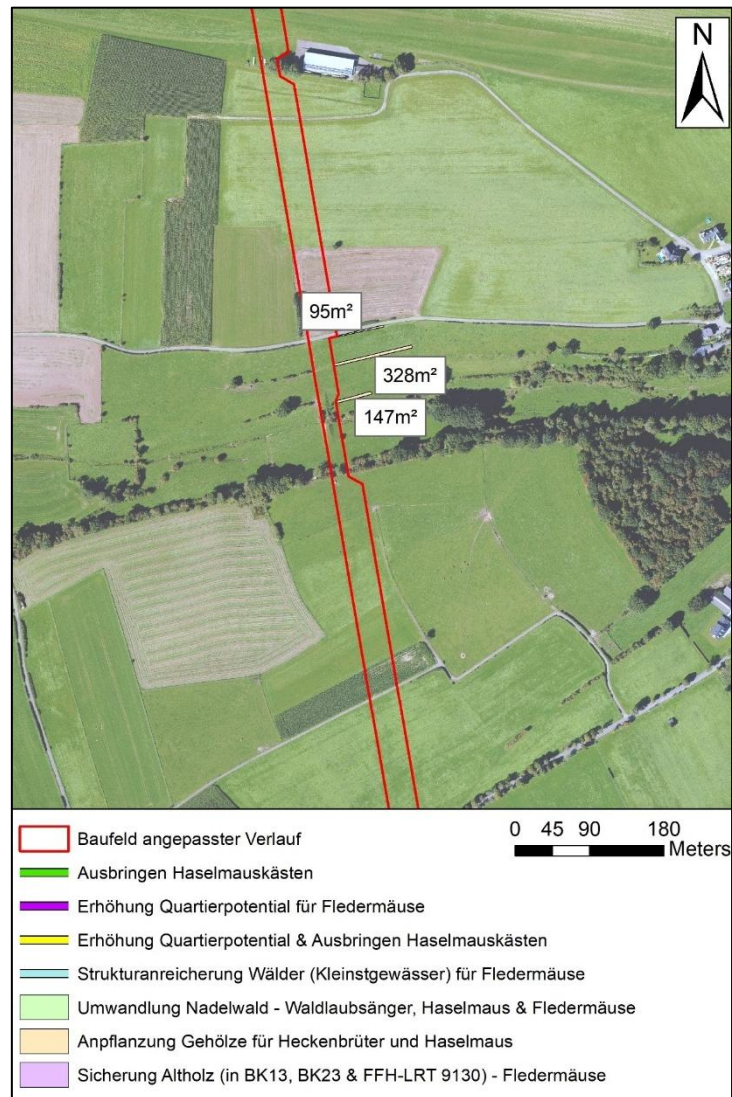 N
95m²
328m²
147m²
Baufeld angepasster Verlauf
0 45 90 180
Meters
Ausbringen Haselmauskästen
Erhöhung Quartierpotential für Fledermäuse
Erhöhung Quartierpotential & Ausbringen Haselmauskästen
Strukturanreicherung Wälder (Kleinstgewässer) für Fledermäuse
Umwandlung Nadelwald - Waldlaubsänger, Haselmaus & Fledermäuse
Anpflanzung Gehölze für Heckenbrüter und Haselmaus
Sicherung Altholz (in BK13, BK23 & FFH-LRT 9130) - Fledermäuse